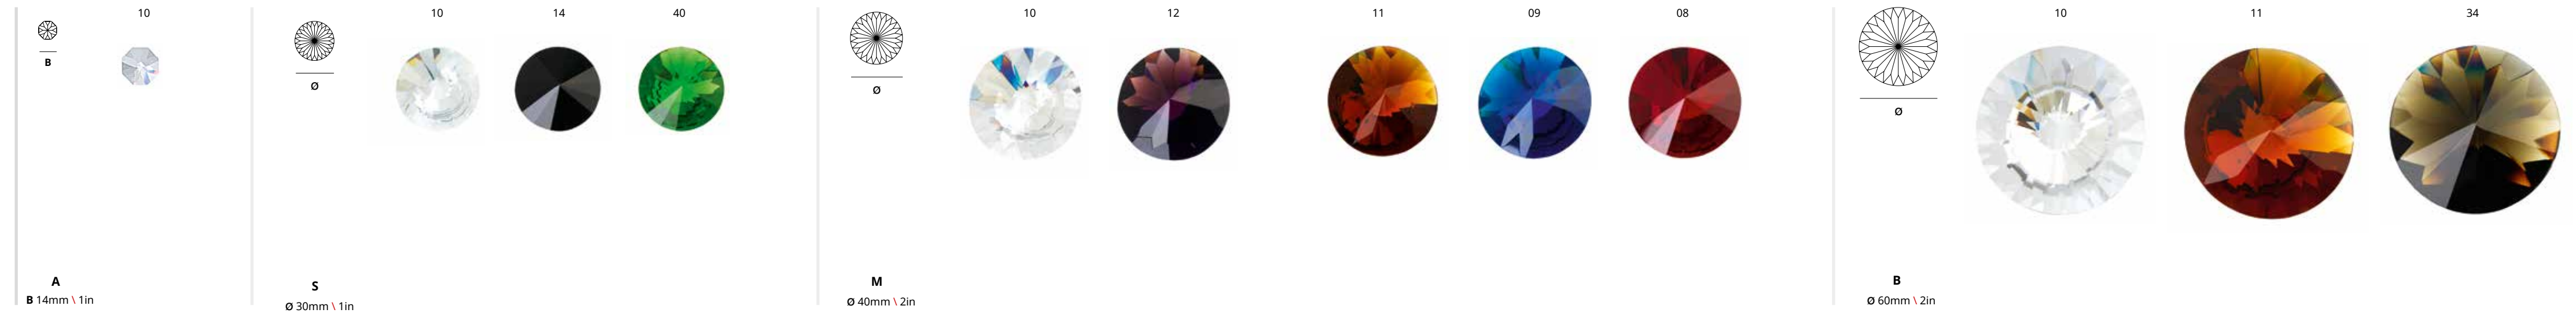 10
B
A
B 14mm \ 1in
10 14 40
Ø
S
Ø 30mm \ 1in
10 12 11 09 08
Ø
M
Ø 40mm \ 2in
10 11 34
Ø
B
Ø 60mm \ 2in